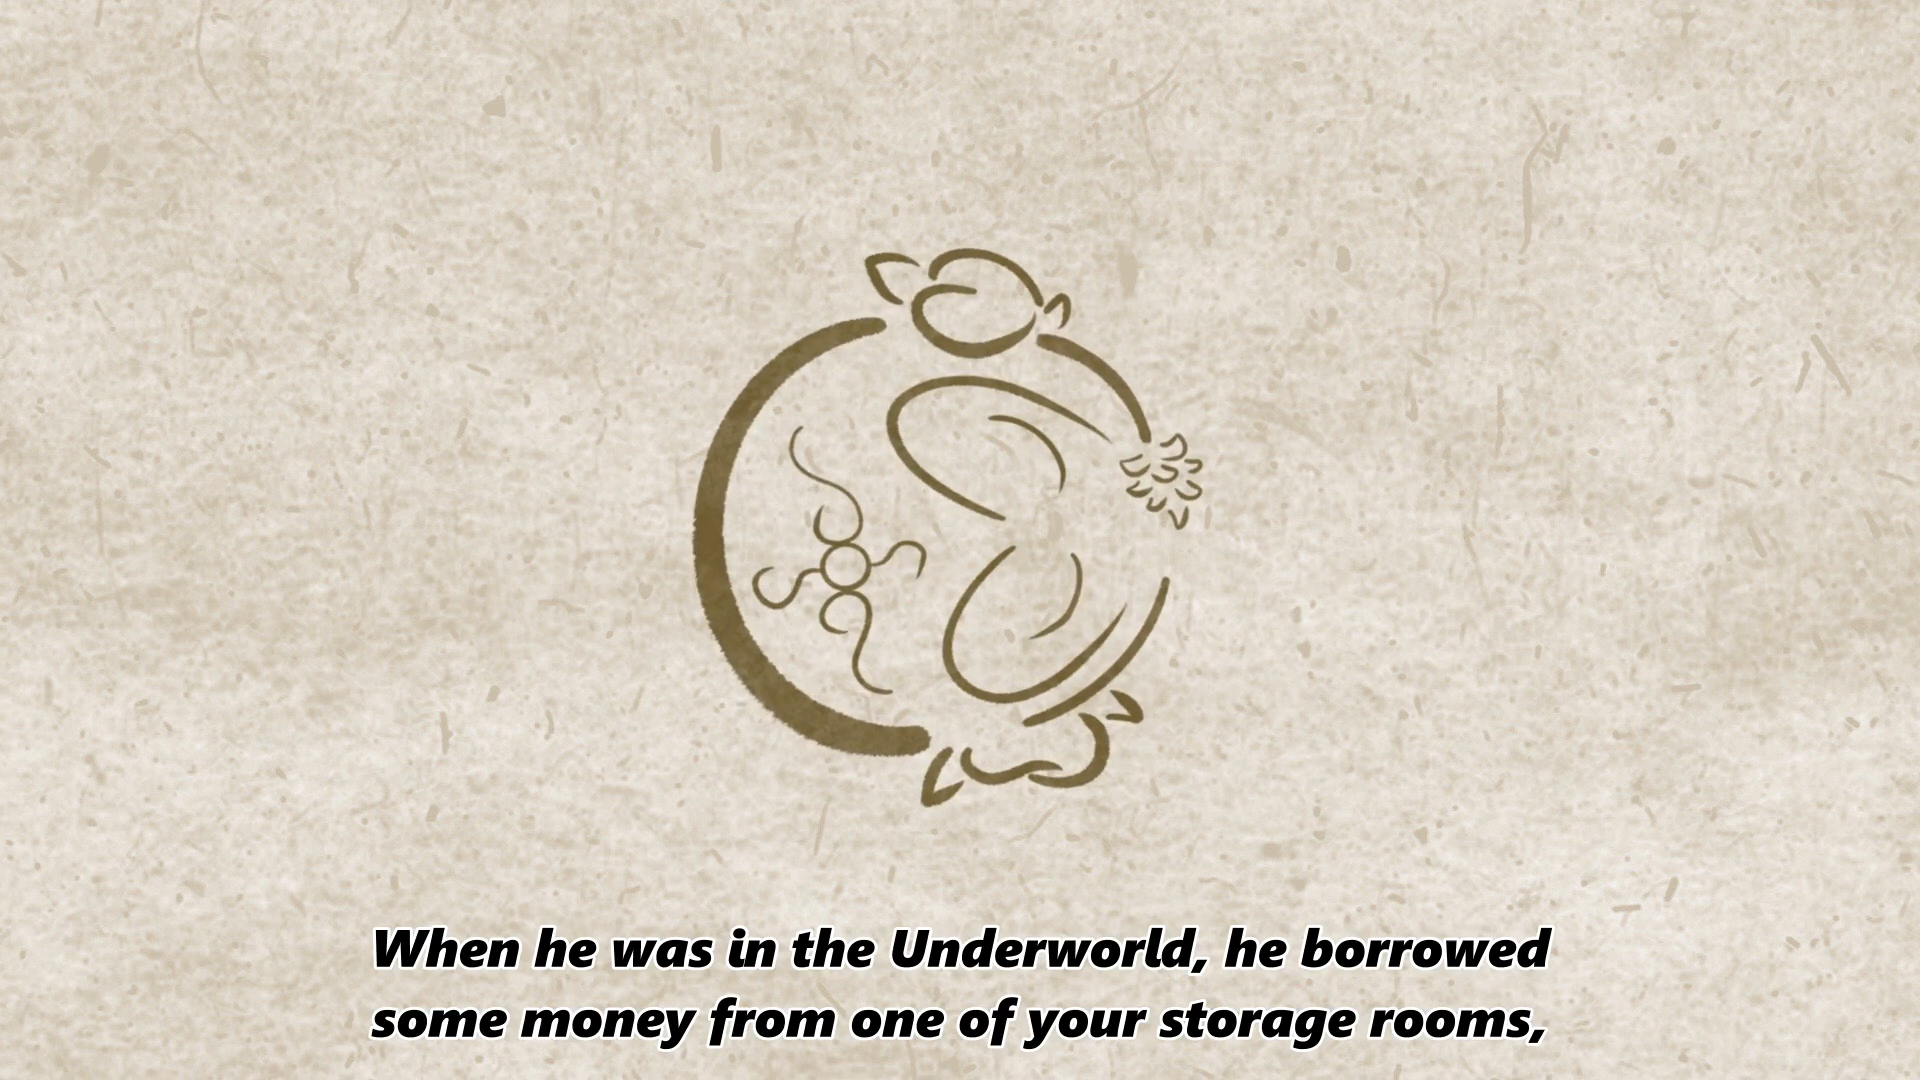 When he was in the Underworld, he borrowed
some money from one of your storage rooms,